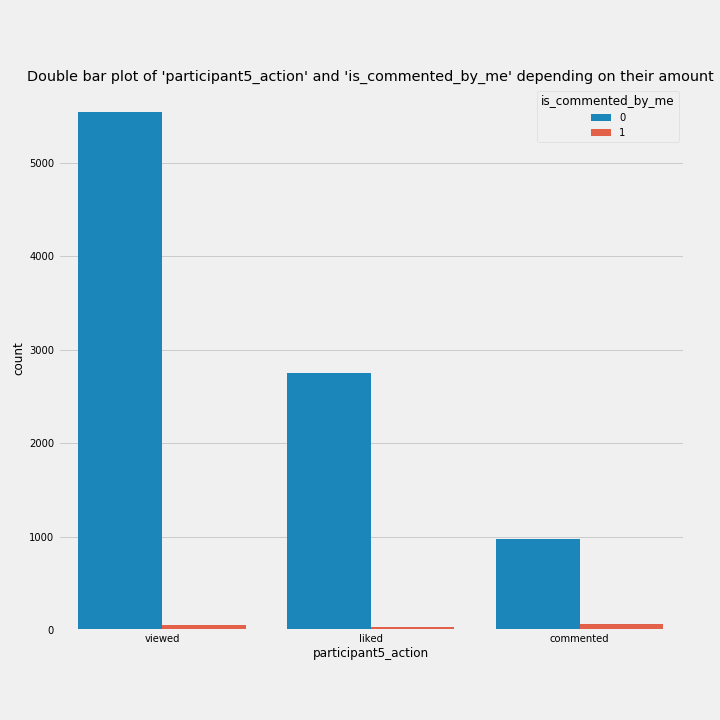 Double bar plot of 'participant5_action' and 'is_commented_by_me' depending on their amount
is_commented_by_me
0
1
5000
4000
3000
2000
1000
0
count
viewed
liked
commented
participant5_action